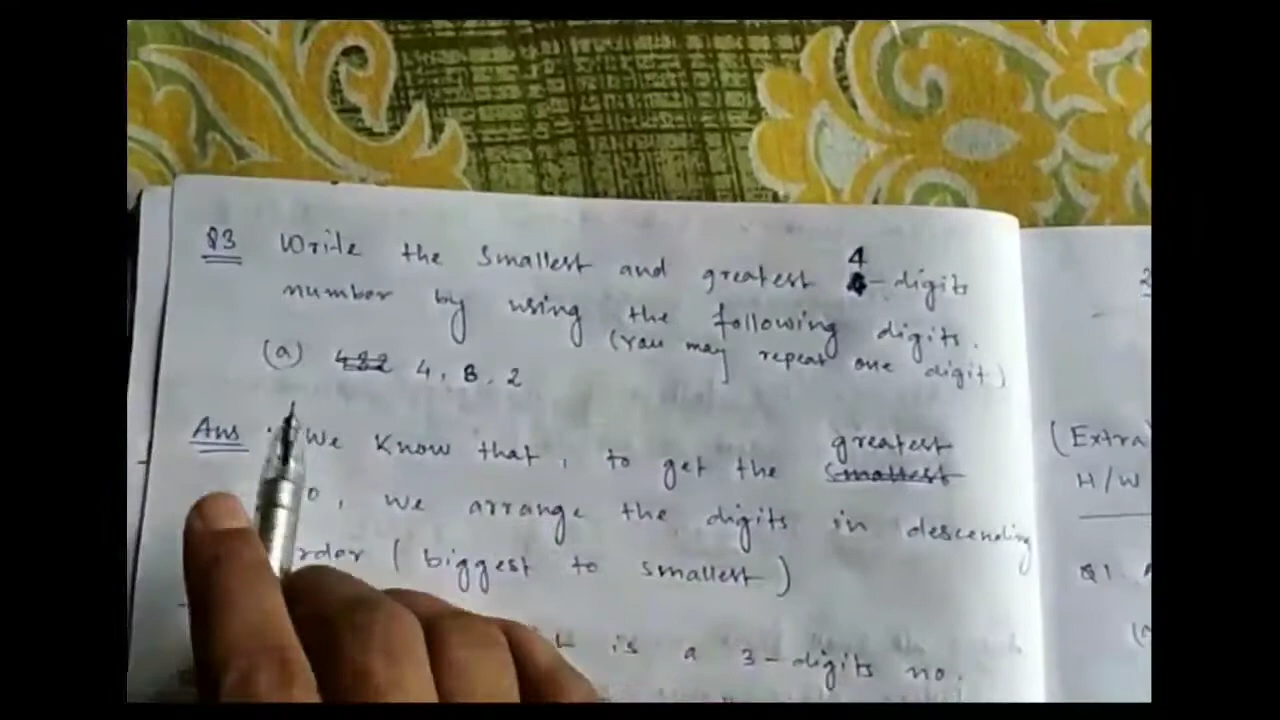 Q3 Write the smallest and greatest 4-digits
number by using the following digits.
(You may repeat one digit)
(a) 4, 8, 2
Ans • We know that, to get the greatest
, we arrange the digits in descending
order (biggest to smallest)
is a 3-digits no.
(Extra
H/W
Q1